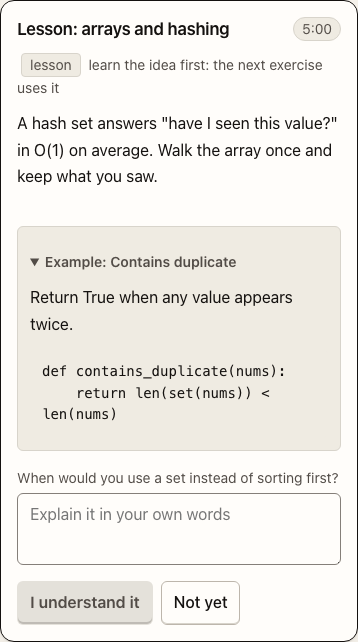 Lesson: arrays and hashing 5:00
lesson learn the idea first: the next exercise
uses it
A hash set answers "have I seen this value?"
in O(1) on average. Walk the array once and
keep what you saw.
▼ Example: Contains duplicate
Return True when any value appears
twice.
def contains_duplicate(nums):
    return len(set(nums)) <
len(nums)
When would you use a set instead of sorting first?
Explain it in your own words
I understand it Not yet